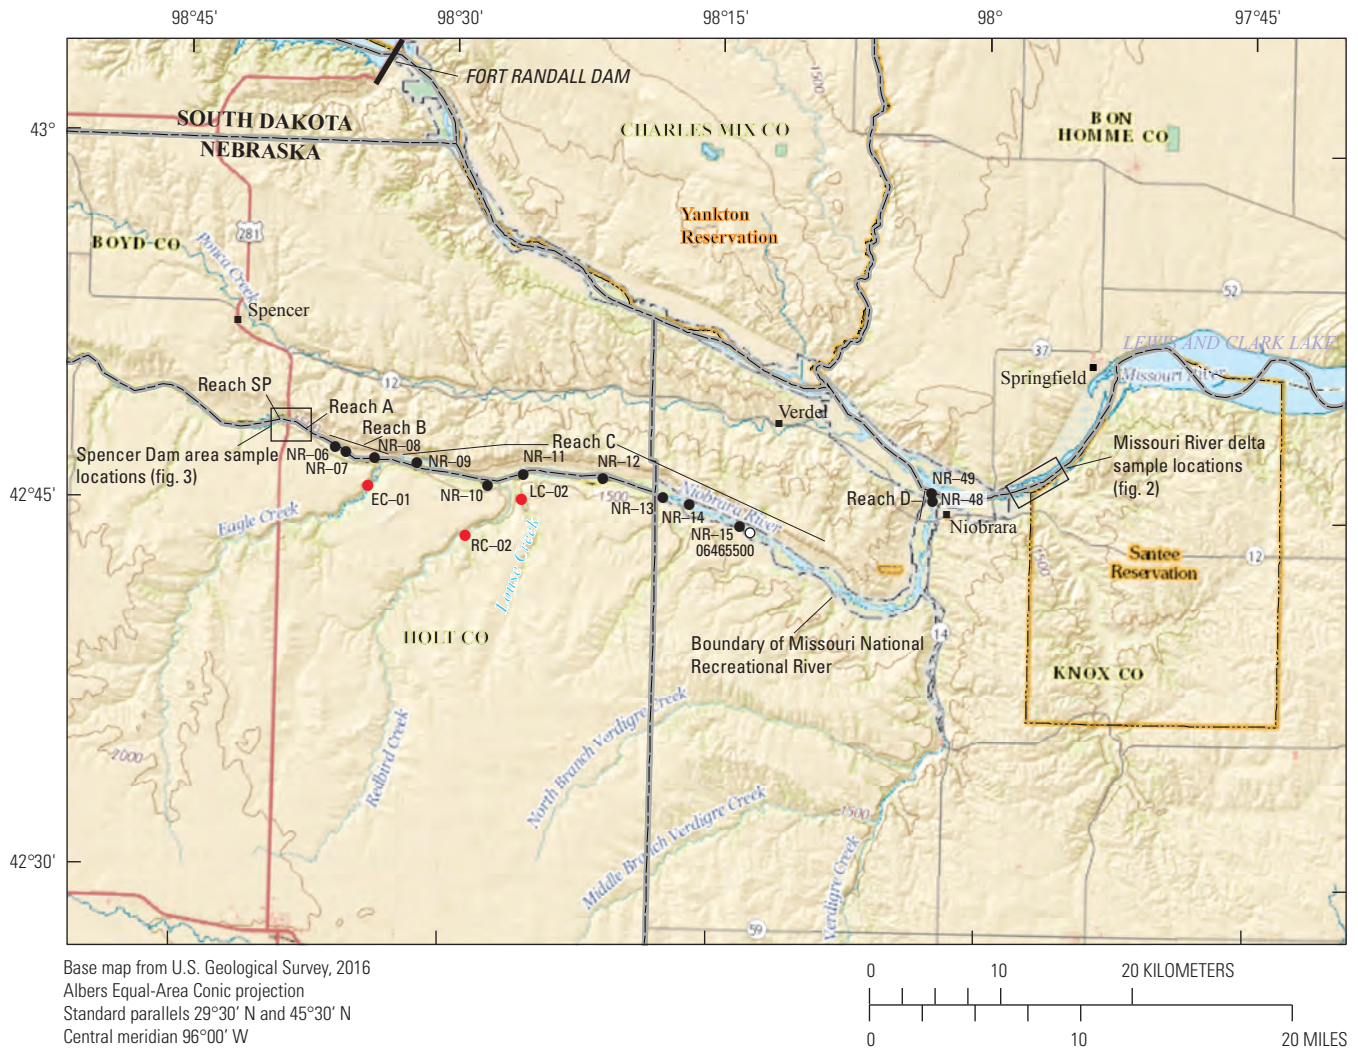 98°45'
98°30'
98°15'
98°
97°45'
FORT RANDALL DAM
1500
43°
SOUTH DAKOTA
NEBRASKA
CHARLES MIX CO
BON
HOMME CO
Yankton
Reservation
281
BOYD CO
Ponca Creek
Spencer
52
37
LEWIS AND CLARK LAKE
Missouri River
Springfield
12
Reach SP
Reach A
Reach B
Verdel
Spencer Dam area sample
locations (fig. 3)
NR–06
NR–07
NR–08
NR–09
Reach C
NR–10
NR–11
NR–12
NR–13
NR–14
NR–15
06465500
Niobrara River
1500
NR–49
NR–48
Reach D
Niobrara
Missouri River delta
sample locations
(fig. 2)
42°45'
EC–01
LC–02
RC–02
Eagle Creek
Louse Creek
1500
Santee
Reservation
12
HOLT CO
Boundary of Missouri National
Recreational River
14
KNOX CO
2000
Redbird Creek
North Branch Verdigre Creek
Middle Branch Verdigre Creek
1500
Verdigre Creek
42°30'
59
Base map from U.S. Geological Survey, 2016
Albers Equal-Area Conic projection
Standard parallels 29°30' N and 45°30' N
Central meridian 96°00' W
0 10 20 KILOMETERS
0 10 20 MILES